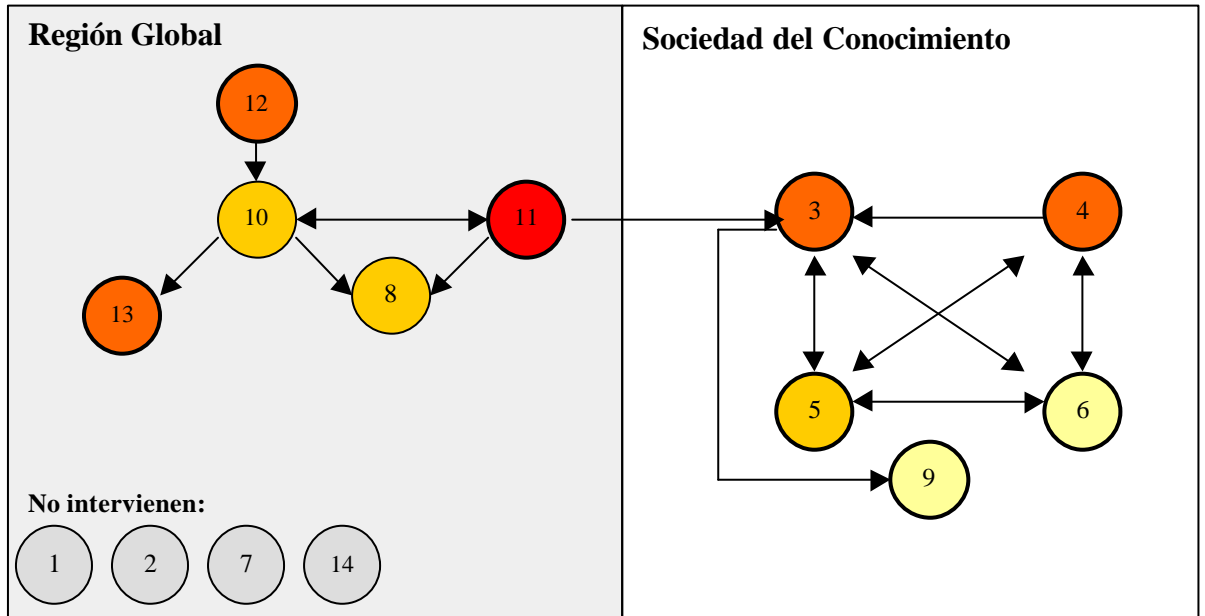 Región Global
Sociedad del Conocimiento
12
10
11
8
13
3
4
5
6
9
No intervienen:
1 2 7 14